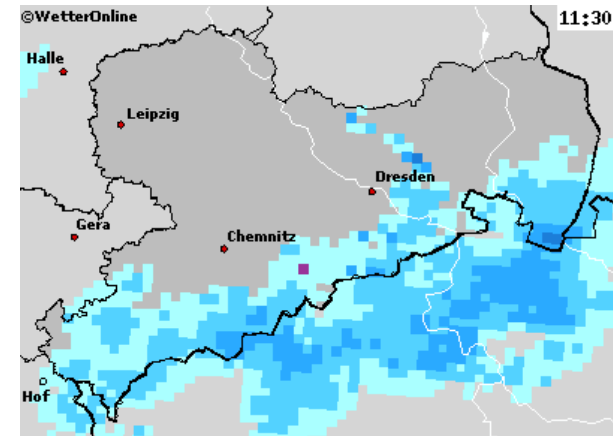 ©WetterOnline
11:30
Halle
Leipzig
Dresden
Gera
Chemnitz
Hof